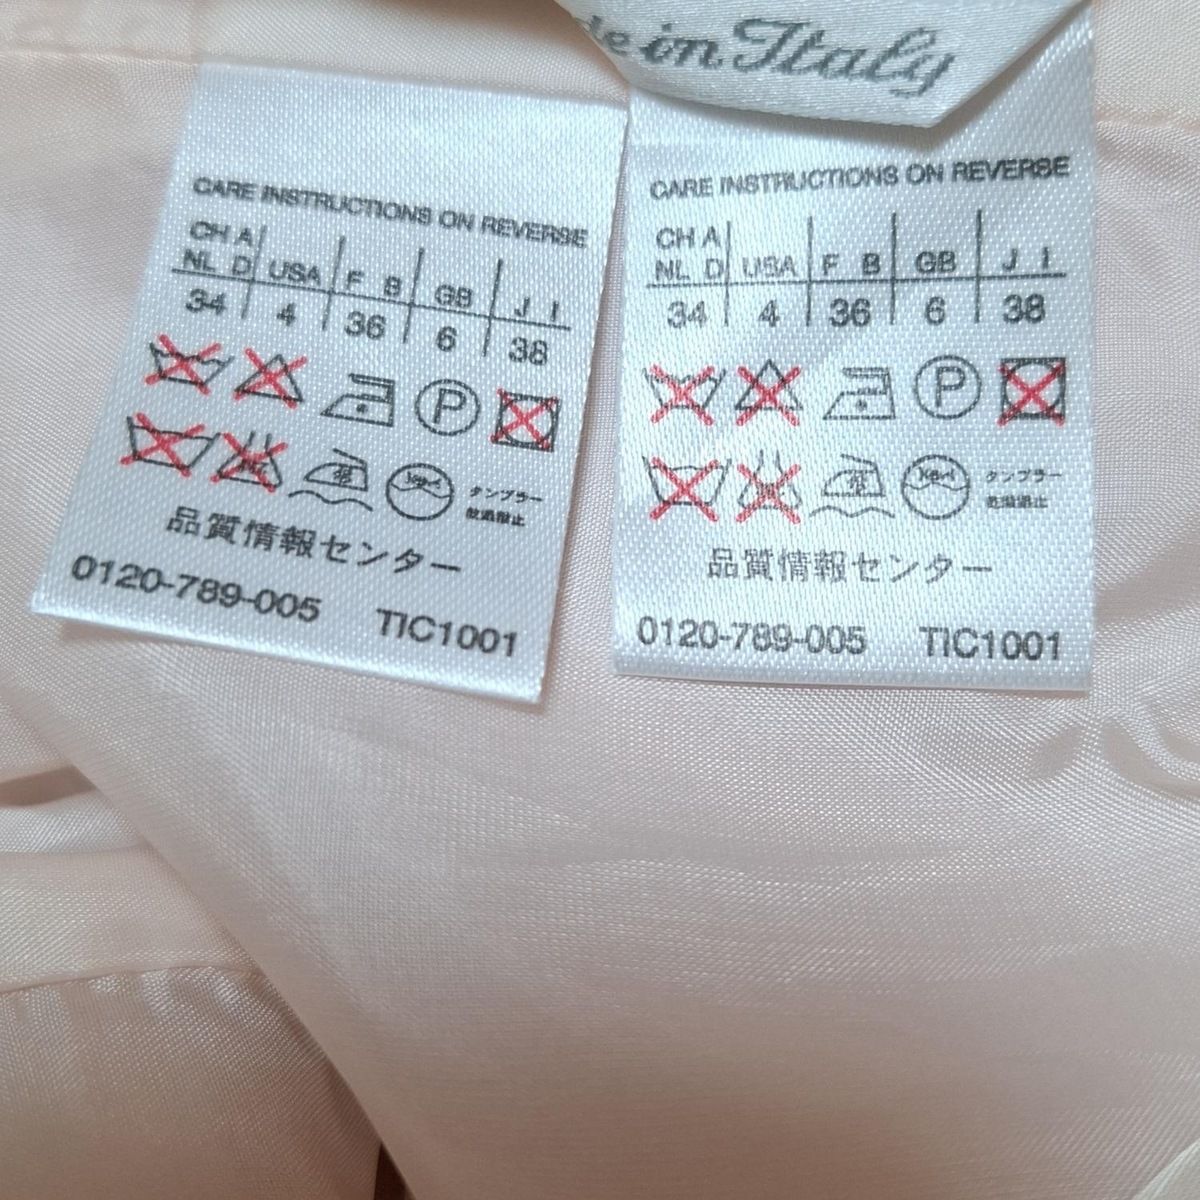 de in Italy
CARE INSTRUCTIONS ON REVERSE
CH A
NL D USA F B GB J I
34 4 36 6 38
P
品質情報センター
タンブラー
乾燥禁止
0120-789-005 TIC1001
CARE INSTRUCTIONS ON REVERSE
CH A
NL D USA F B GB J I
34 4 36 6 38
P
タンブラー
乾燥禁止
品質情報センター
0120-789-005 TIC1001